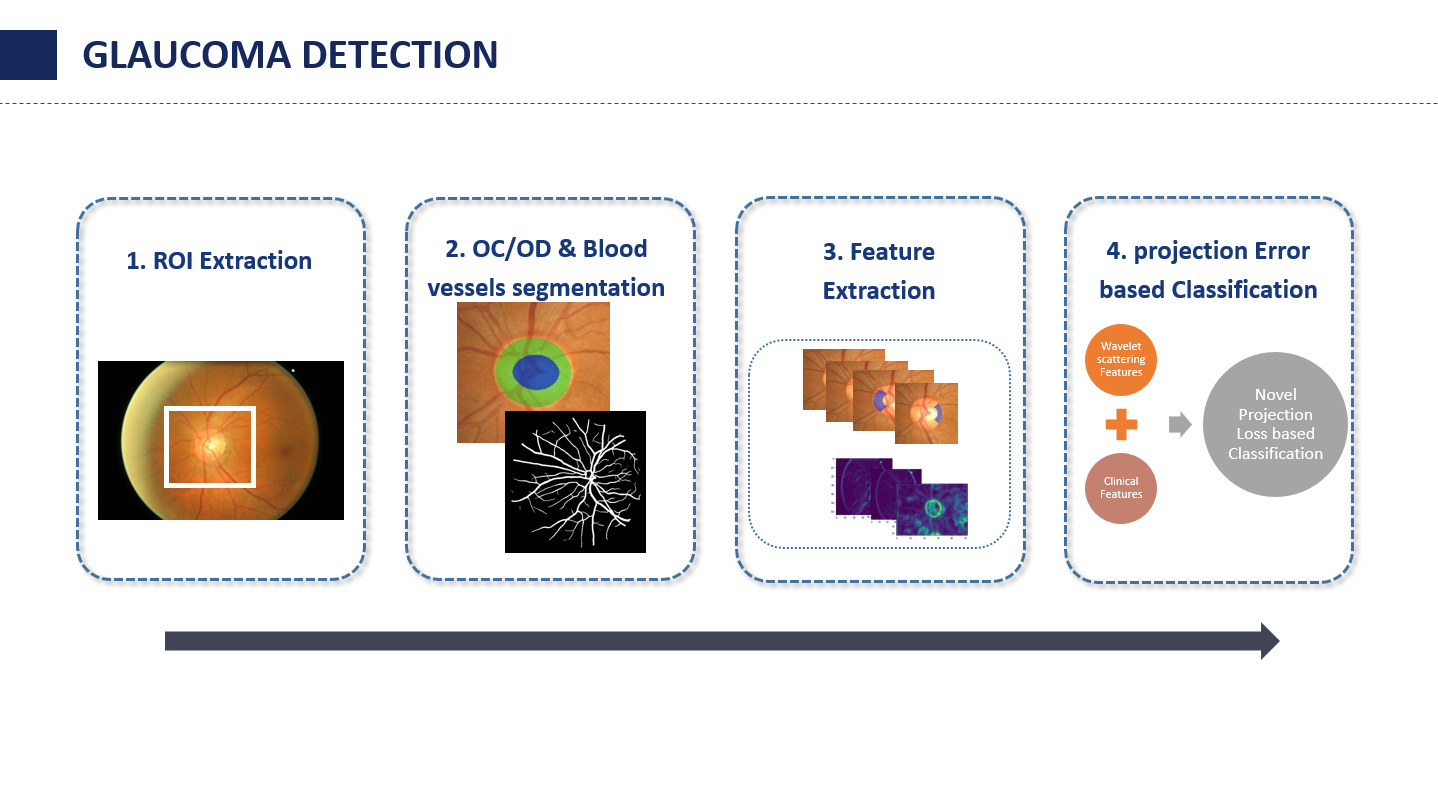 GLAUCOMA DETECTION
1. ROI Extraction
2. OC/OD & Blood
vessels segmentation
3. Feature
Extraction
4. projection Error
based Classification
Wavelet
scattering
Features
Clinical
Features
Novel
Projection
Loss based
Classification